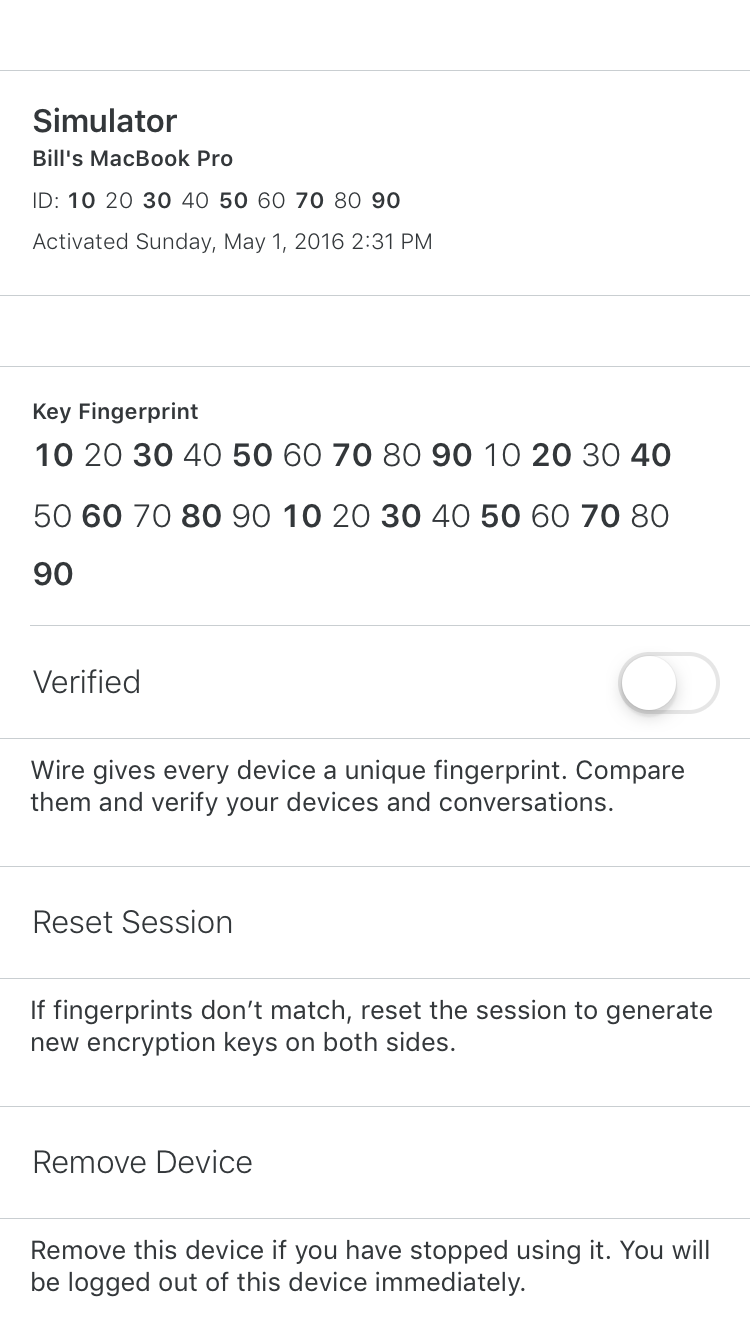 Simulator
Bill's MacBook Pro
ID: 10 20 30 40 50 60 70 80 90
Activated Sunday, May 1, 2016 2:31 PM
Key Fingerprint
10 20 30 40 50 60 70 80 90 10 20 30 40
50 60 70 80 90 10 20 30 40 50 60 70 80
90
Verified
Wire gives every device a unique fingerprint. Compare
them and verify your devices and conversations.
Reset Session
If fingerprints don’t match, reset the session to generate
new encryption keys on both sides.
Remove Device
Remove this device if you have stopped using it. You will
be logged out of this device immediately.